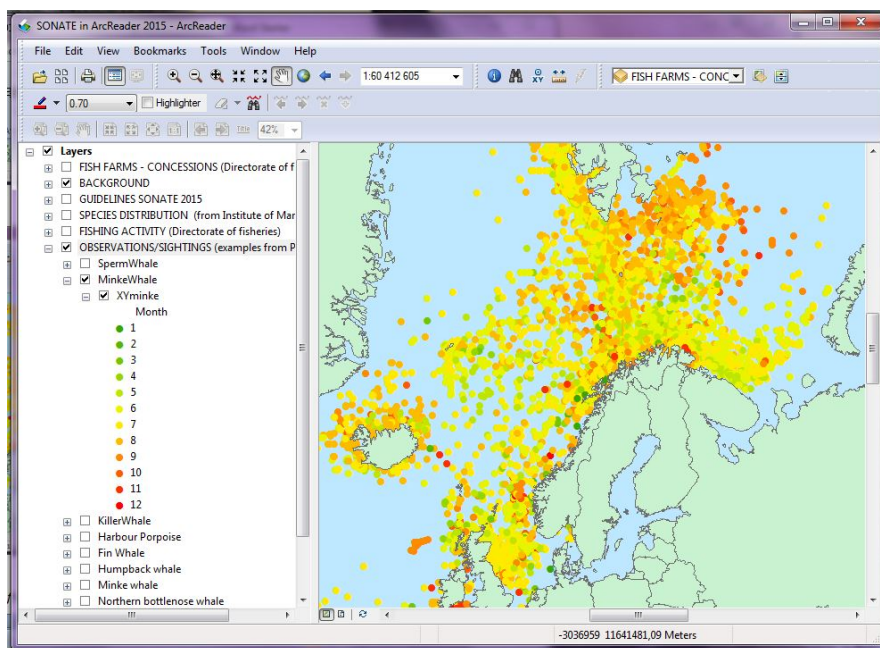 SONATE in ArcReader 2015 - ArcReader
File Edit View Bookmarks Tools Window Help
1:60 412 605
FISH FARMS - CONC
0.70
Highlighter
42%
Layers
FISH FARMS - CONCESSIONS (Directorate of f
BACKGROUND
GUIDELINES SONATE 2015
SPECIES DISTRIBUTION (from Institute of Mar
FISHING ACTIVITY (Directorate of fisheries)
OBSERVATIONS/SIGHTINGS (examples from P
SpermWhale
MinkeWhale
XYminke
Month
1
2
3
4
5
6
7
8
9
10
11
12
KillerWhale
Harbour Porpoise
Fin Whale
Humpback whale
Minke whale
Northern bottlenose whale
-3036959 11641481,09 Meters